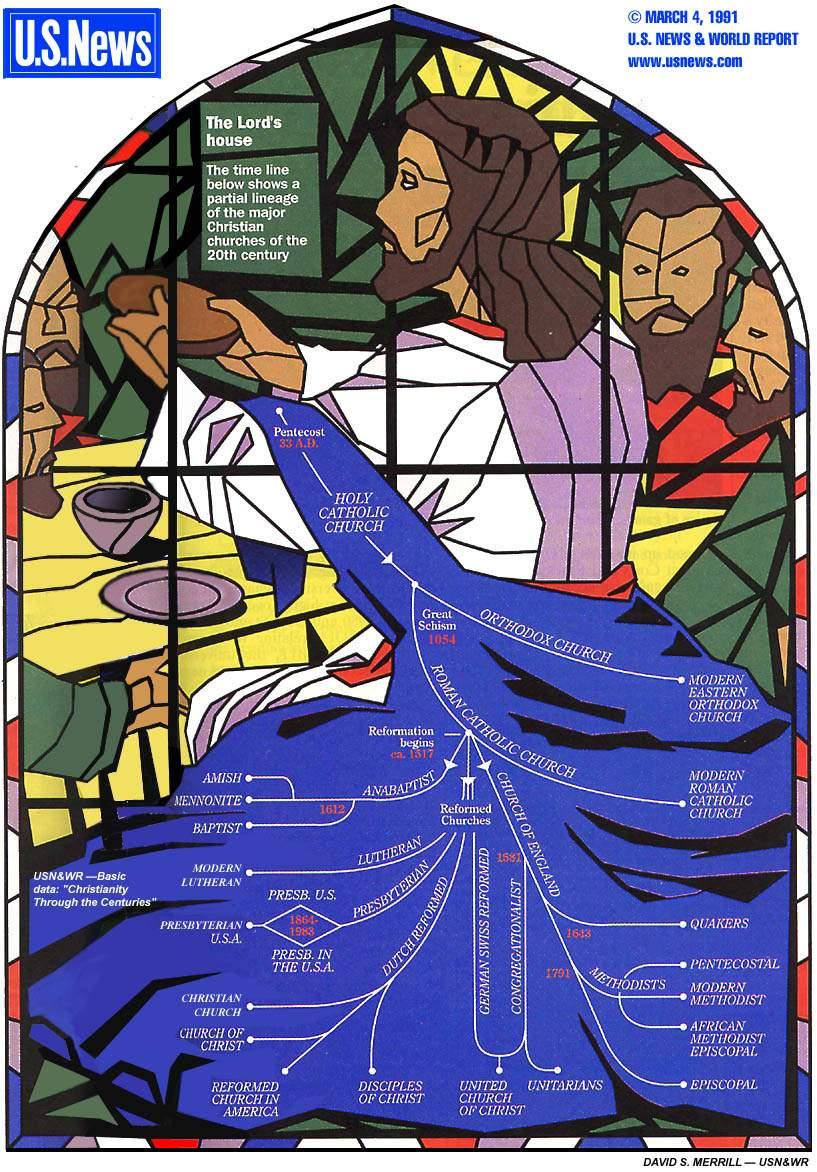 U.S.News
© MARCH 4, 1991
U.S. NEWS & WORLD REPORT
www.usnews.com
The Lord's
house
The time line
below shows a
partial lineage
of the major
Christian
churches of the
20th century
Pentecost
33 A.D.
HOLY
CATHOLIC
CHURCH
Great
Schism
1054
ORTHODOX CHURCH
MODERN
EASTERN
ORTHODOX
CHURCH
ROMAN CATHOLIC CHURCH
Reformation
begins
ca. 1517
MODERN
ROMAN
CATHOLIC
CHURCH
AMISH
MENNONITE
BAPTIST
1612
ANABAPTIST
Reformed
Churches
CHURCH OF ENGLAND
USN&WR —Basic
data: "Christianity
Through the Centuries"
MODERN
LUTHERAN
LUTHERAN
PRESB. U.S.
PRESBYTERIAN
U.S.A.
1864-
1983
PRESB. IN
THE U.S.A.
PRESBYTERIAN
DUTCH REFORMED
GERMAN SWISS REFORMED
CONGREGATIONALIST
1581
1643
QUAKERS
1791
METHODISTS
PENTECOSTAL
MODERN
METHODIST
AFRICAN
METHODIST
EPISCOPAL
EPISCOPAL
CHRISTIAN
CHURCH
CHURCH OF
CHRIST
REFORMED
CHURCH IN
AMERICA
DISCIPLES
OF CHRIST
UNITED
CHURCH
OF CHRIST
UNITARIANS
DAVID S. MERRILL — USN&WR